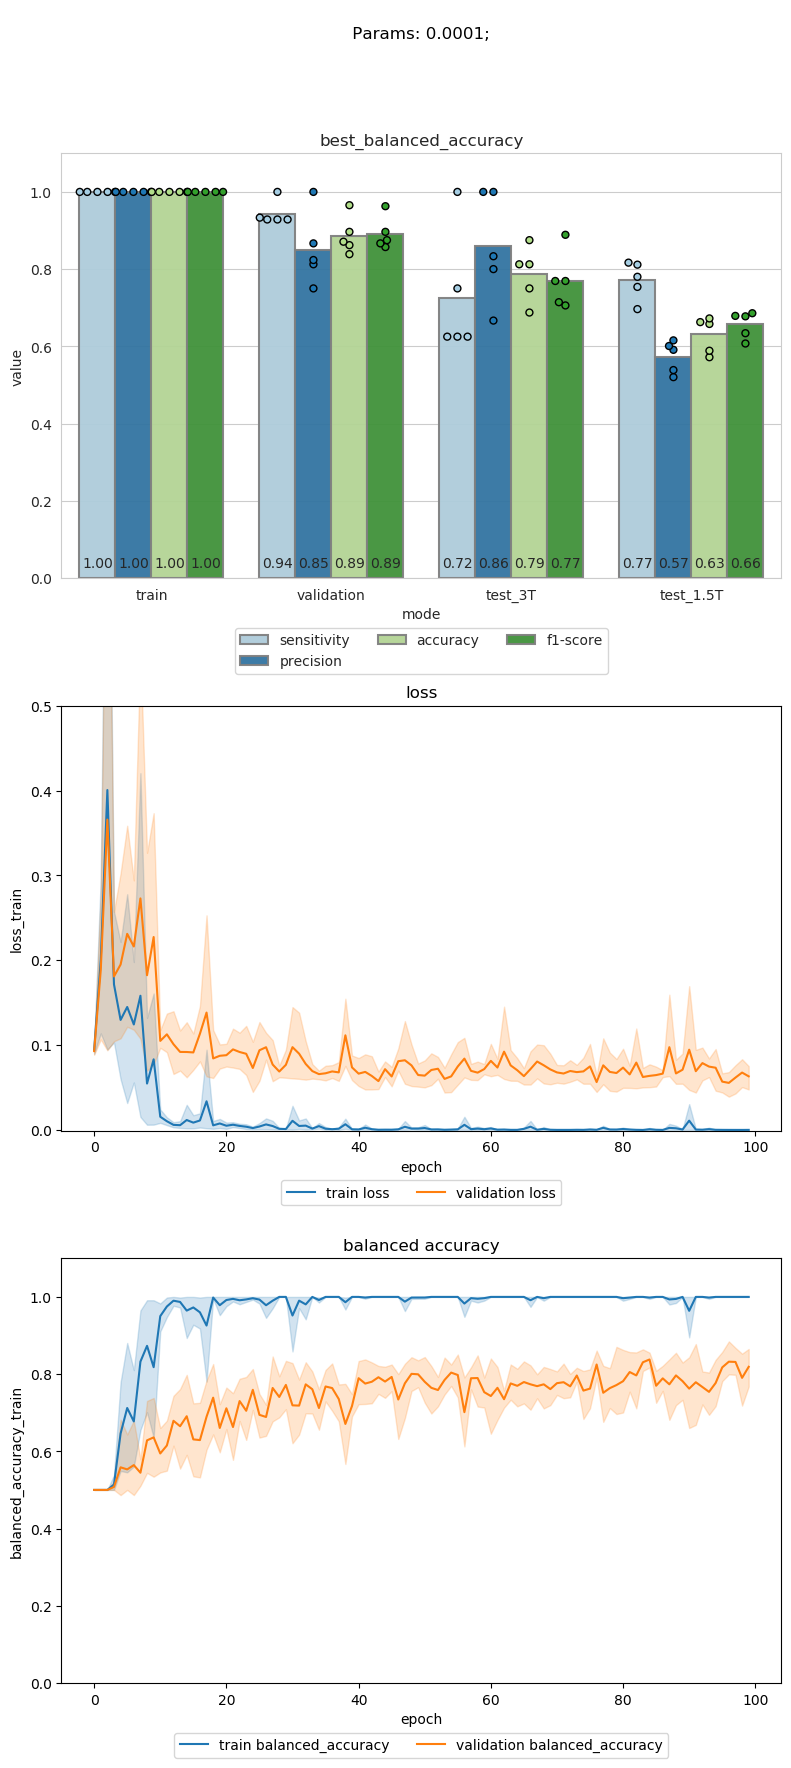 Params: 0.0001;
best_balanced_accuracy
value
1.0
0.8
0.6
0.4
0.2
0.0
1.00 1.00 1.00 1.00 0.94 0.85 0.89 0.89 0.72 0.86 0.79 0.77 0.77 0.57 0.63 0.66
train validation test_3T test_1.5T
mode
sensitivity accuracy f1-score
precision
loss
loss_train
0.5
0.4
0.3
0.2
0.1
0.0
0 20 40 60 80 100
epoch
train loss validation loss
balanced accuracy
balanced_accuracy_train
1.0
0.8
0.6
0.4
0.2
0.0
0 20 40 60 80 100
epoch
train balanced_accuracy validation balanced_accuracy